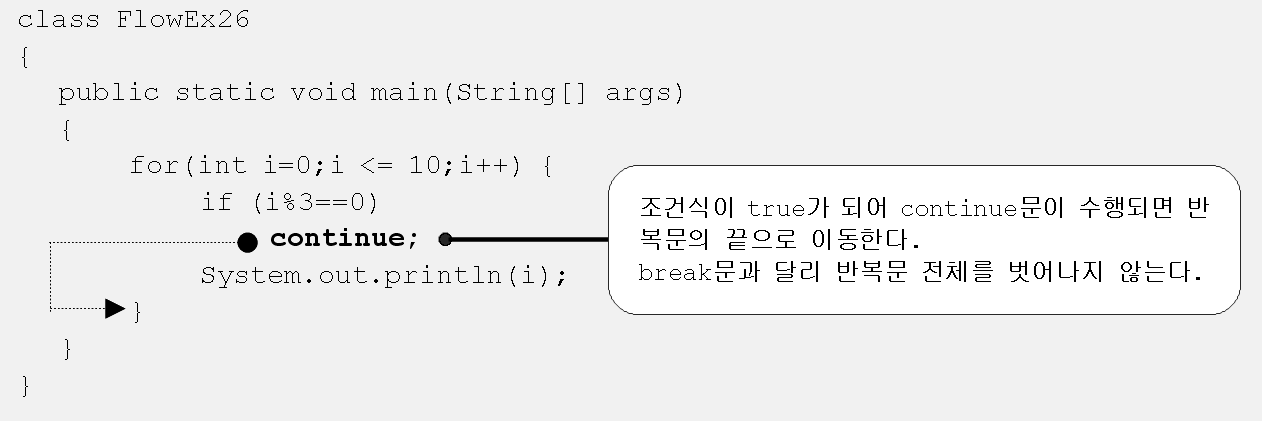 class FlowEx26
{
public static void main(String[] args)
{
for(int i=0;i <= 10;i++) {
if (i%3==0)
continue;
System.out.println(i);
}
}
}
조건식이 true가 되어 continue문이 수행되면 반
복문의 끝으로 이동한다.
break문과 달리 반복문 전체를 벗어나지 않는다.